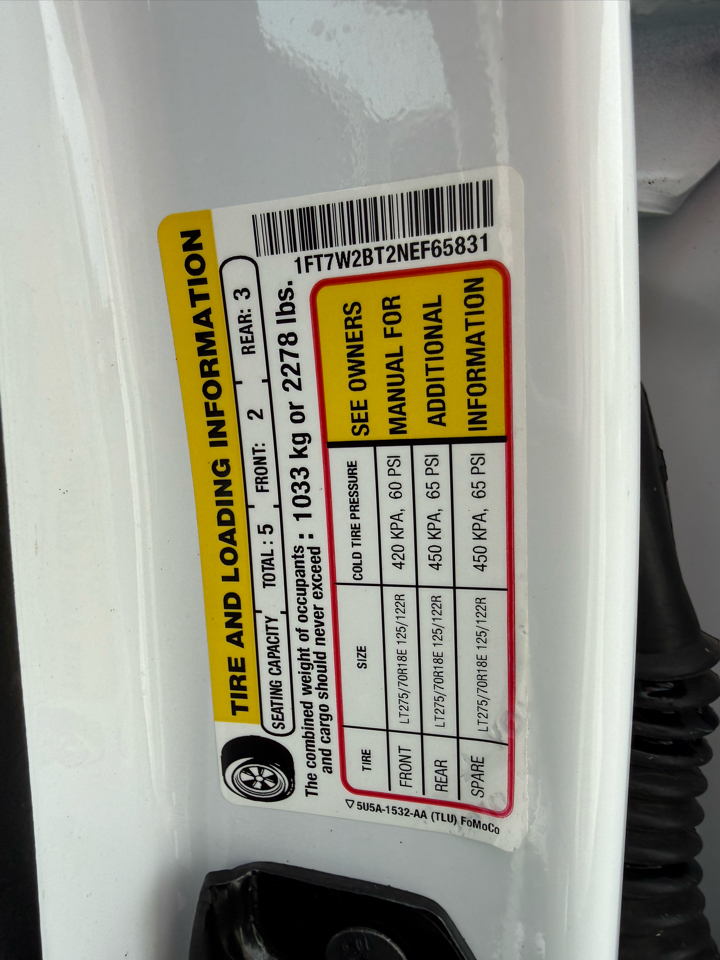 TIRE AND LOADING INFORMATION
SEATING CAPACITY TOTAL: 5 FRONT: 2 REAR: 3
The combined weight of occupants
and cargo should never exceed : 1033 kg or 2278 lbs.
1FT7W2BT2NEF65831
TIRE SIZE COLD TIRE PRESSURE
FRONT LT275/70R18E 125/122R 420 KPA, 60 PSI
REAR LT275/70R18E 125/122R 450 KPA, 65 PSI
SPARE LT275/70R18E 125/122R 450 KPA, 65 PSI
SEE OWNERS
MANUAL FOR
ADDITIONAL
INFORMATION
▽ 5U5A-1532-AA (TLU) FoMoCo